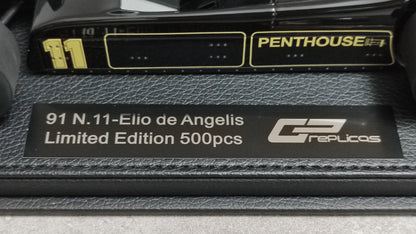 11
PENTHOUSE
91 N.11-Elio de Angelis
Limited Edition 500pcs
GP replicas